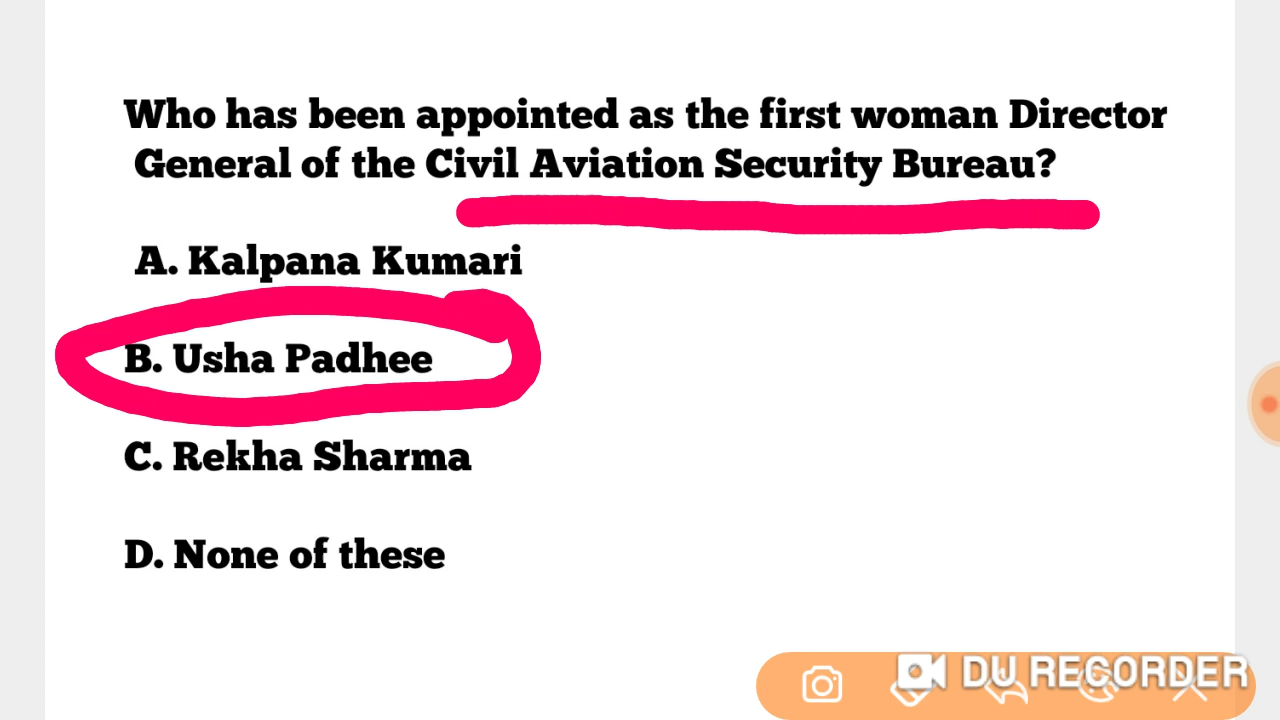 Who has been appointed as the first woman Director
General of the Civil Aviation Security Bureau?
A. Kalpana Kumari
B. Usha Padhee
C. Rekha Sharma
D. None of these
DU RECORDER